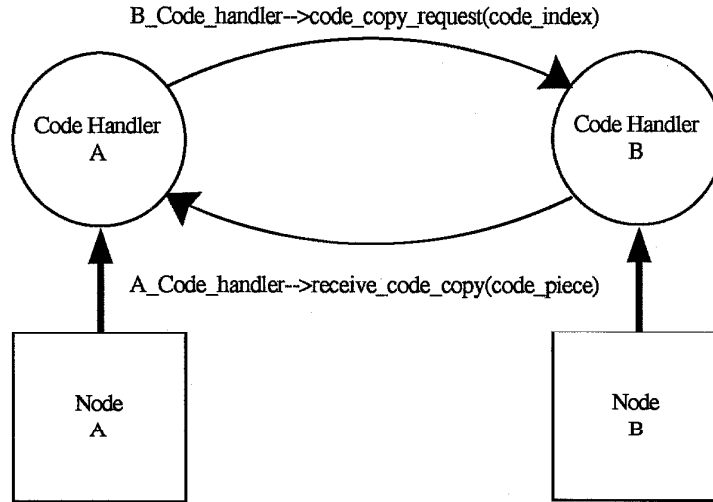 B_Code_handler-->code_copy_request(code_index)
Code Handler
A
Code Handler
B
A_Code_handler-->receive_code_copy(code_piece)
Node
A
Node
B